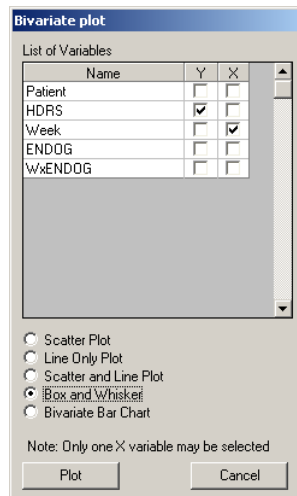 Bivariate plot
List of Variables
Name Y X
Patient
HDRS
Week
ENDOG
WxENDOG
Scatter Plot
Line Only Plot
Scatter and Line Plot
Box and Whisker
Bivariate Bar Chart
Note: Only one X variable may be selected
Plot Cancel